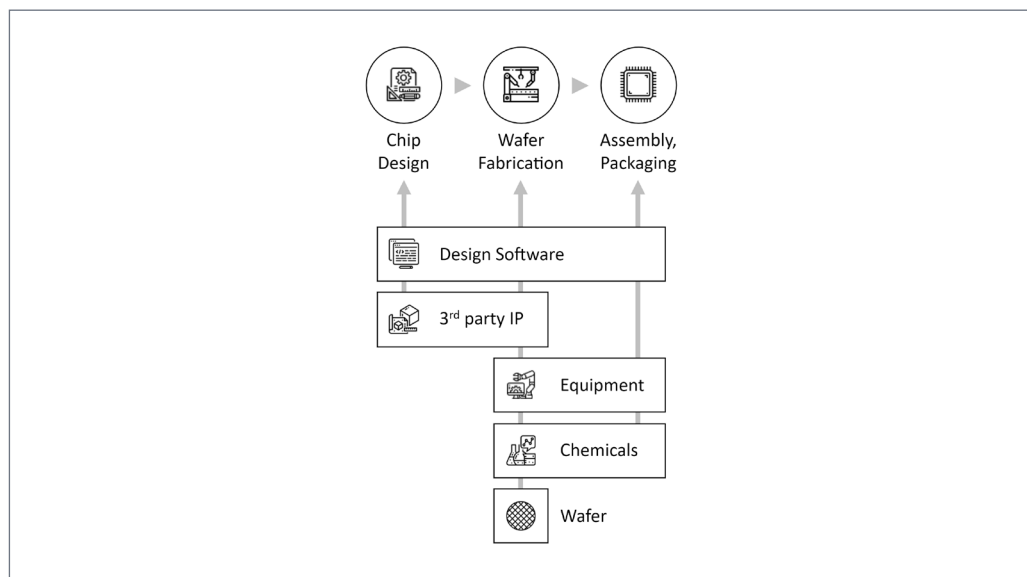 Chip
Design
Wafer
Fabrication
Assembly,
Packaging
Design Software
3rd party IP
Equipment
Chemicals
Wafer